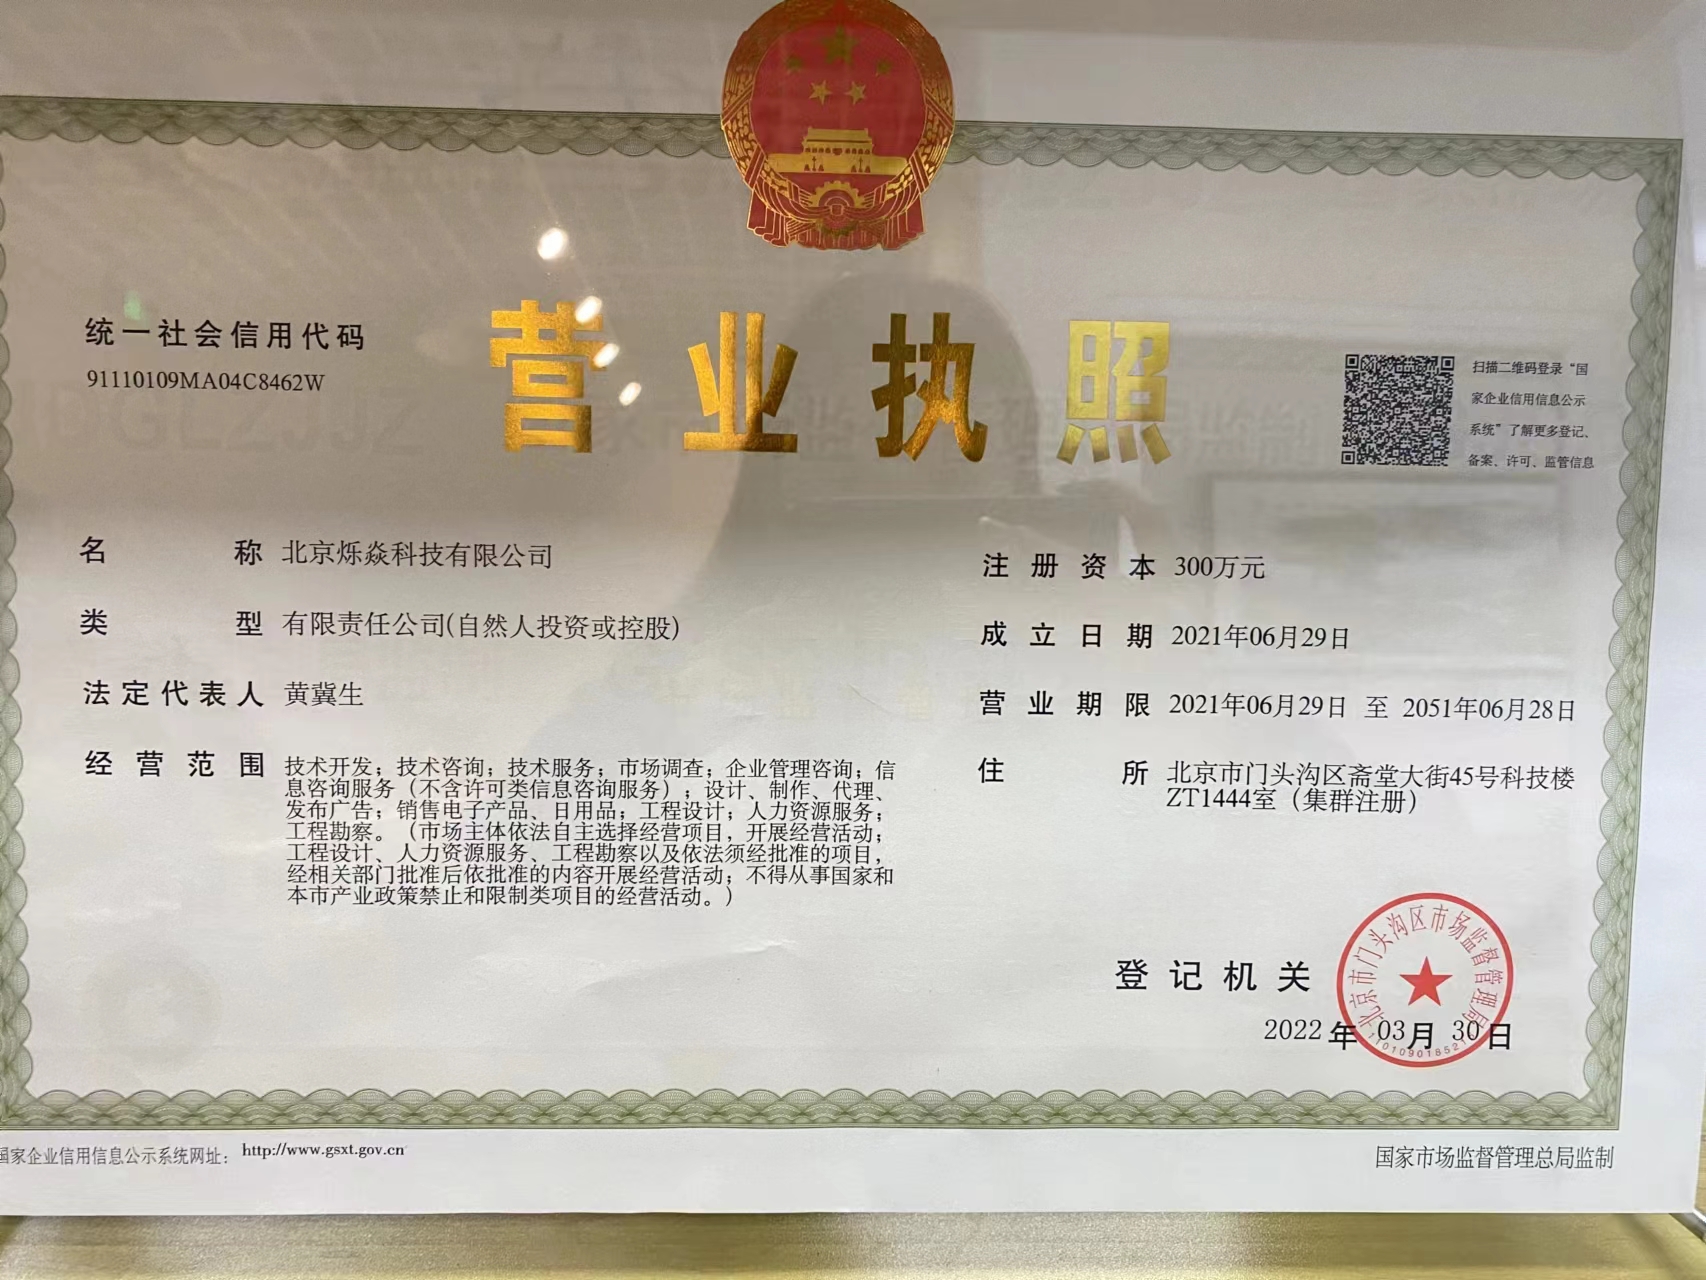 统一社会信用代码
91110109MA04C8462W
营业执照
扫描二维码登录“国
家企业信用信息公示
系统”了解更多登记、
备案、许可、监管信息
名 称 北京烁焱科技有限公司
类 型 有限责任公司(自然人投资或控股)
法定代表人 黄冀生
经营范围 技术开发；技术咨询；技术服务；市场调查；企业管理咨询；信
息咨询服务（不含许可类信息咨询服务）；设计、制作、代理、
发布广告；销售电子产品、日用品；工程设计；人力资源服务；
工程勘察。（市场主体依法自主选择经营项目，开展经营活动；
工程设计、人力资源服务、工程勘察以及依法须经批准的项目，
经相关部门批准后依批准的内容开展经营活动；不得从事国家和
本市产业政策禁止和限制类项目的经营活动。）
注册资本 300万元
成立日期 2021年06月29日
营业期限 2021年06月29日 至 2051年06月28日
住 所 北京市门头沟区斋堂大街45号科技楼
ZT1444室（集群注册）
登记机关
北京市门头沟区市场监督管理局
2022年03月30日
国家企业信用信息公示系统网址：http://www.gsxt.gov.cn
国家市场监督管理总局监制